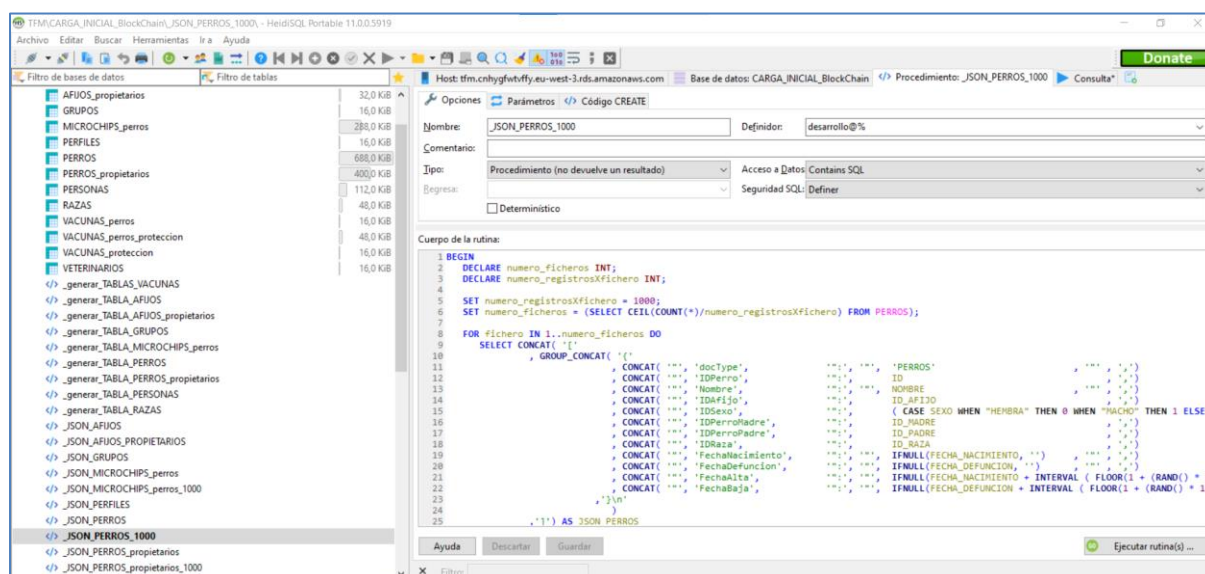 TFM\CARGA_INICIAL_BlockChain\_JSON_PERROS_1000\ - HeidiSQL Portable 11.0.0.5919
Archivo Editar Buscar Herramientas Ir a Ayuda
Donate
Filtro de bases de datos Filtro de tablas
AFIJOS_propietarios 32,0 KiB
GRUPOS 16,0 KiB
MICROCHIPS_perros 288,0 KiB
PERFILES 16,0 KiB
PERROS 688,0 KiB
PERROS_propietarios 400,0 KiB
PERSONAS 112,0 KiB
RAZAS 48,0 KiB
VACUNAS_perros 16,0 KiB
VACUNAS_perros_proteccion 48,0 KiB
VACUNAS_proteccion 16,0 KiB
VETERINARIOS 16,0 KiB
_generar_TABLAS_VACUNAS
_generar_TABLA_AFIJOS
_generar_TABLA_AFIJOS_propietarios
_generar_TABLA_GRUPOS
_generar_TABLA_MICROCHIPS_perros
_generar_TABLA_PERROS
_generar_TABLA_PERROS_propietarios
_generar_TABLA_PERSONAS
_generar_TABLA_RAZAS
_JSON_AFIJOS
_JSON_AFIJOS_PROPIETARIOS
_JSON_GRUPOS
_JSON_MICROCHIPS_perros
_JSON_MICROCHIPS_perros_1000
_JSON_PERFILES
_JSON_PERROS
_JSON_PERROS_1000
_JSON_PERROS_propietarios
_JSON_PERROS_propietarios_1000
Host: tfm.cnhygfwtvffy.eu-west-3.rds.amazonaws.com Base de datos: CARGA_INICIAL_BlockChain Procedimiento: _JSON_PERROS_1000 Consulta*
Opciones Parámetros Código CREATE
Nombre: _JSON_PERROS_1000 Definidor: desarrollo@%
Comentario:
Tipo: Procedimiento (no devuelve un resultado) Acceso a Datos Contains SQL
Regresa: Seguridad SQL: Definer
Determinístico
Cuerpo de la rutina:
1 BEGIN
2 DECLARE numero_ficheros INT;
3 DECLARE numero_registrosXfichero INT;
4
5 SET numero_registrosXfichero = 1000;
6 SET numero_ficheros = (SELECT CEIL(COUNT(*)/numero_registrosXfichero) FROM PERROS);
7
8 FOR fichero IN 1..numero_ficheros DO
9 SELECT CONCAT( '['
10 , GROUP_CONCAT( '{'
11 , CONCAT( '"', 'docType', '":', '"', 'PERROS' , '"' , ',')
12 , CONCAT( '"', 'IDPerro', '":', ID , ',')
13 , CONCAT( '"', 'Nombre', '":', '"', NOMBRE , '"' , ',')
14 , CONCAT( '"', 'IDAfijo', '":', ID_AFIJO , ',')
15 , CONCAT( '"', 'IDSexo', '":', ( CASE SEXO WHEN "HEMBRA" THEN 0 WHEN "MACHO" THEN 1 ELSE
16 , CONCAT( '"', 'IDPerroMadre', '":', ID_MADRE , ',')
17 , CONCAT( '"', 'IDPerroPadre', '":', ID_PADRE , ',')
18 , CONCAT( '"', 'IDRaza', '":', ID_RAZA , ',')
19 , CONCAT( '"', 'FechaNacimiento', '":', '"', IFNULL(FECHA_NACIMIENTO, '') , '"' , ',')
20 , CONCAT( '"', 'FechaDefuncion', '":', '"', IFNULL(FECHA_DEFUNCION, '') , '"' , ',')
21 , CONCAT( '"', 'FechaAlta', '":', '"', IFNULL(FECHA_NACIMIENTO + INTERVAL ( FLOOR(1 + (RAND() *
22 , CONCAT( '"', 'FechaBaja', '":', '"', IFNULL(FECHA_DEFUNCION + INTERVAL ( FLOOR(1 + (RAND() * 1
23 ,'}\n'
24 )
25 ,']') AS JSON_PERROS
Ayuda Descartar Guardar Ejecutar rutina(s) ...
Filtro: